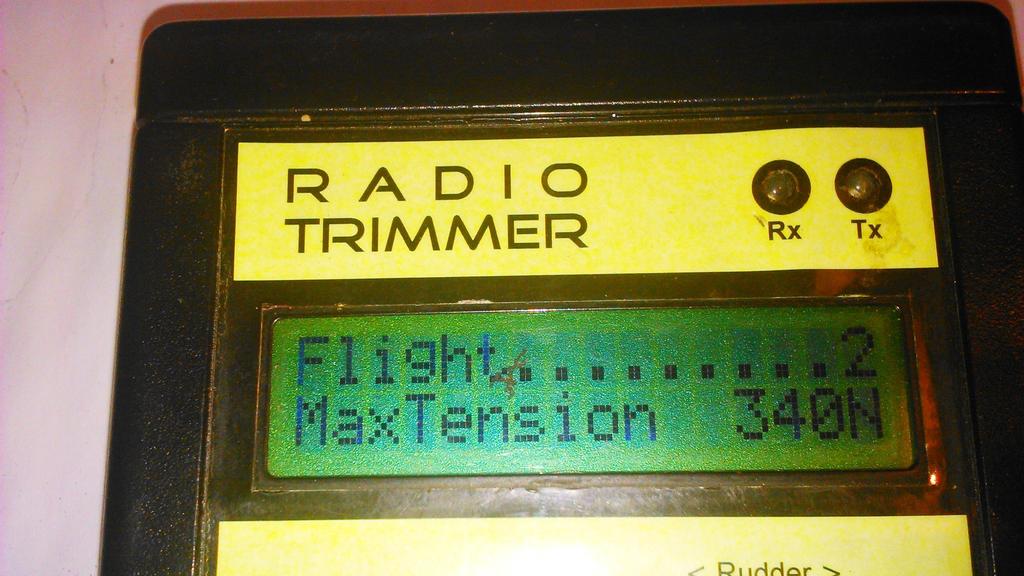 RADIO
TRIMMER
Rx Tx
Flight.........2
MaxTension 340N
< Rudder >